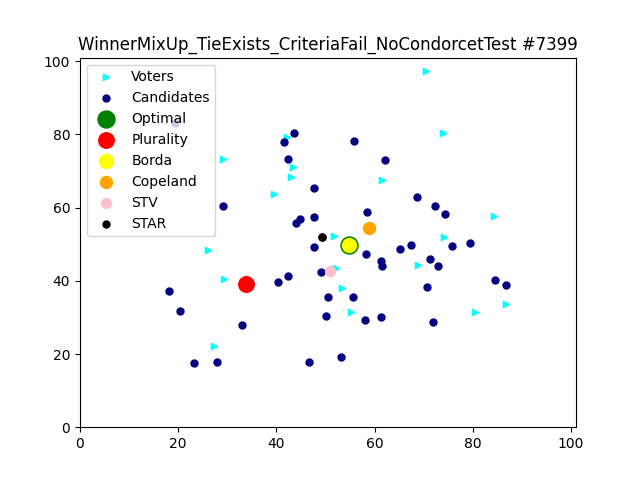 WinnerMixUp_TieExists_CriteriaFail_NoCondorcetTest #7399
100
80
60
40
20
0
0 20 40 60 80 100
Voters
Candidates
Optimal
Plurality
Borda
Copeland
STV
STAR